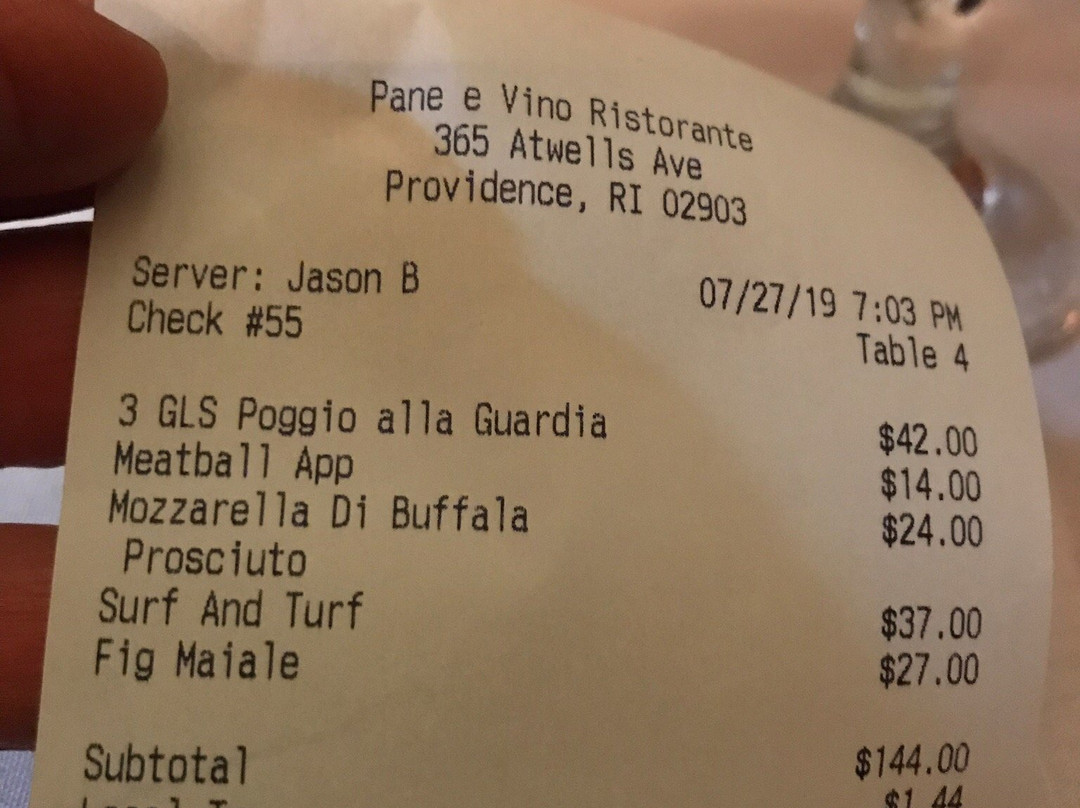 Pane e Vino Ristorante
365 Atwells Ave
Providence, RI 02903
Server: Jason B
07/27/19 7:03 PM
Check #55
Table 4
3 GLS Poggio alla Guardia $42.00
Meatball App $14.00
Mozzarella Di Buffala $24.00
Prosciuto
Surf And Turf $37.00
Fig Maiale $27.00
Subtotal $144.00
$1.44